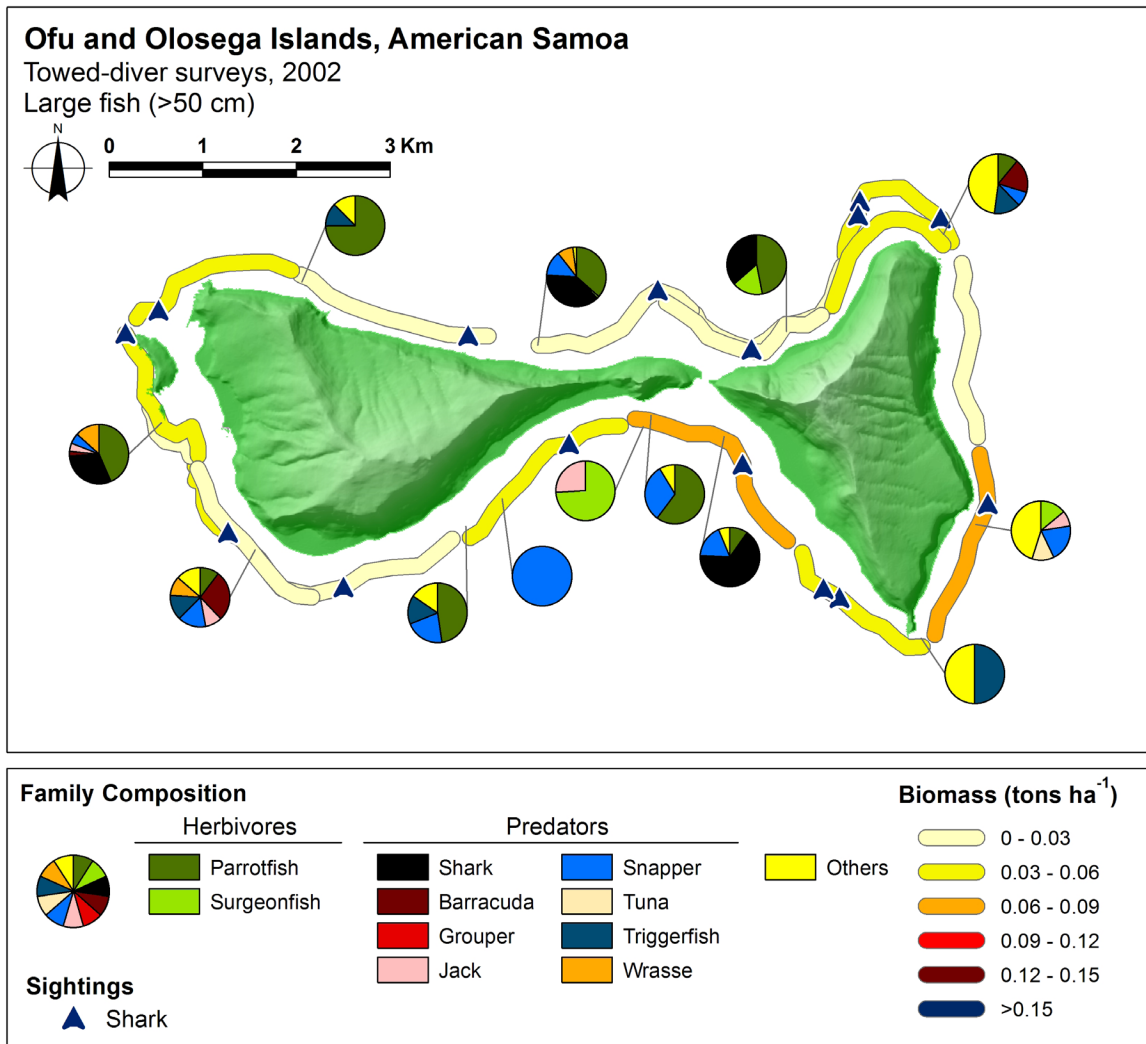 Ofu and Olosega Islands, American Samoa
Towed-diver surveys, 2002
Large fish (>50 cm)
N
0 1 2 3 Km
Family Composition
Herbivores
Parrotfish
Surgeonfish
Predators
Shark
Barracuda
Grouper
Jack
Snapper
Tuna
Triggerfish
Wrasse
Others
Sightings
Shark
Biomass (tons ha⁻¹)
0 - 0.03
0.03 - 0.06
0.06 - 0.09
0.09 - 0.12
0.12 - 0.15
>0.15